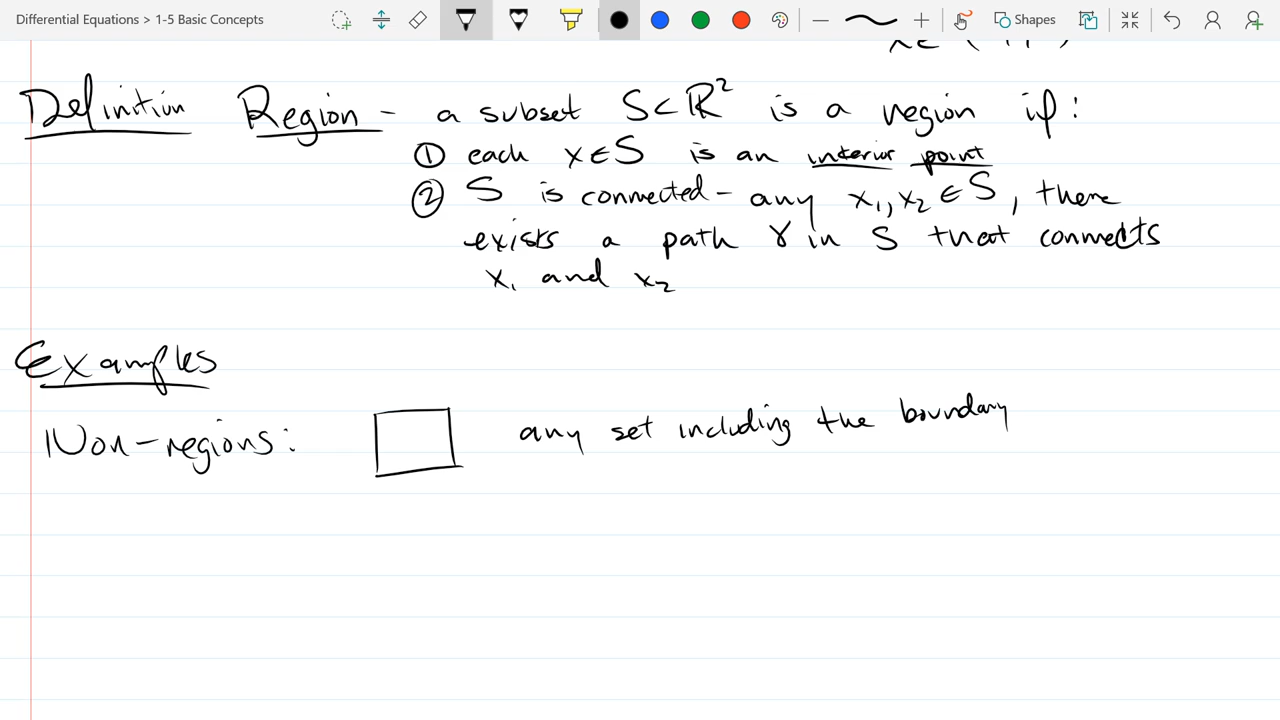 Differential Equations > 1-5 Basic Concepts
Shapes
Definition Region - a subset S⊂ℝ² is a region if:
① each x∈S is an interior point
② S is connected - any x₁, x₂ ∈ S, there
exists a path γ in S that connects
x₁ and x₂
Examples
Non-regions: any set including the boundary